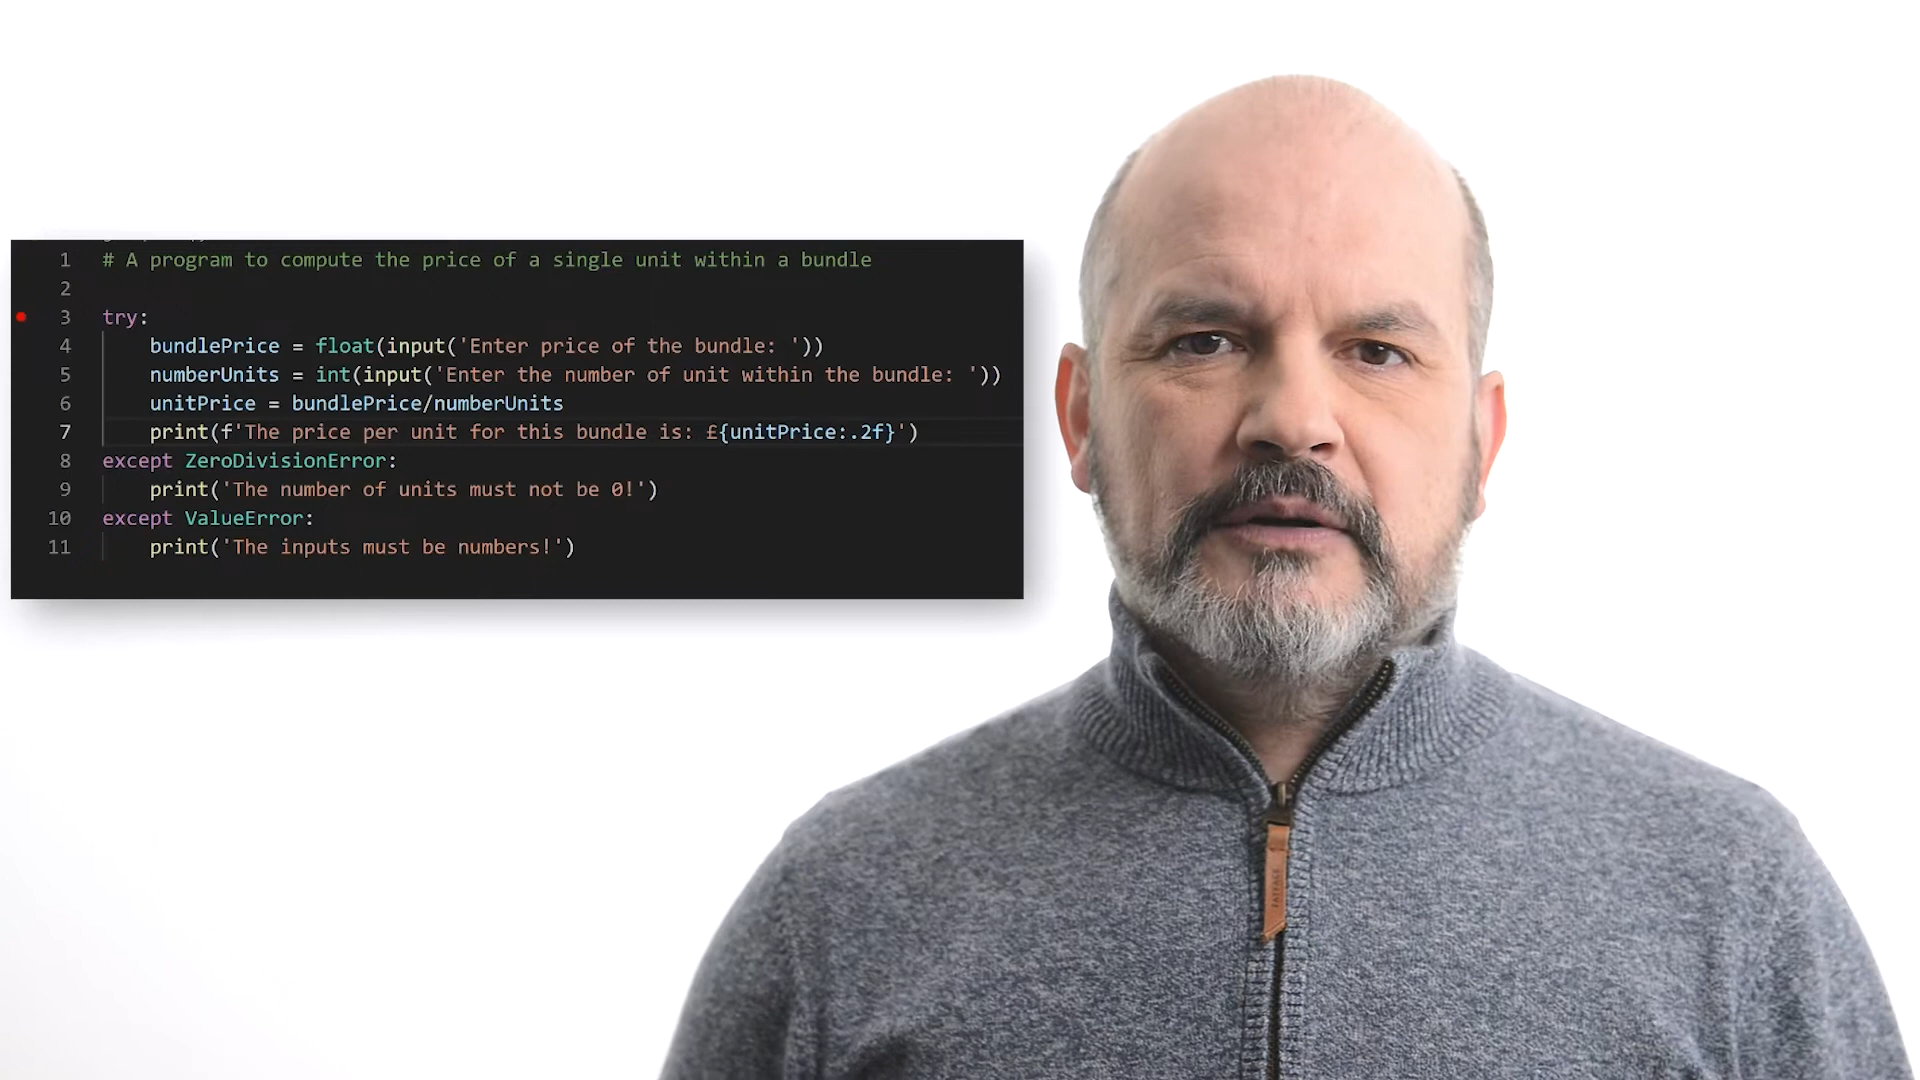 1 # A program to compute the price of a single unit within a bundle
2
3 try:
4     bundlePrice = float(input('Enter price of the bundle: '))
5     numberUnits = int(input('Enter the number of unit within the bundle: '))
6     unitPrice = bundlePrice/numberUnits
7     print(f'The price per unit for this bundle is: £{unitPrice:.2f}')
8 except ZeroDivisionError:
9     print('The number of units must not be 0!')
10 except ValueError:
11     print('The inputs must be numbers!')
FATFACE